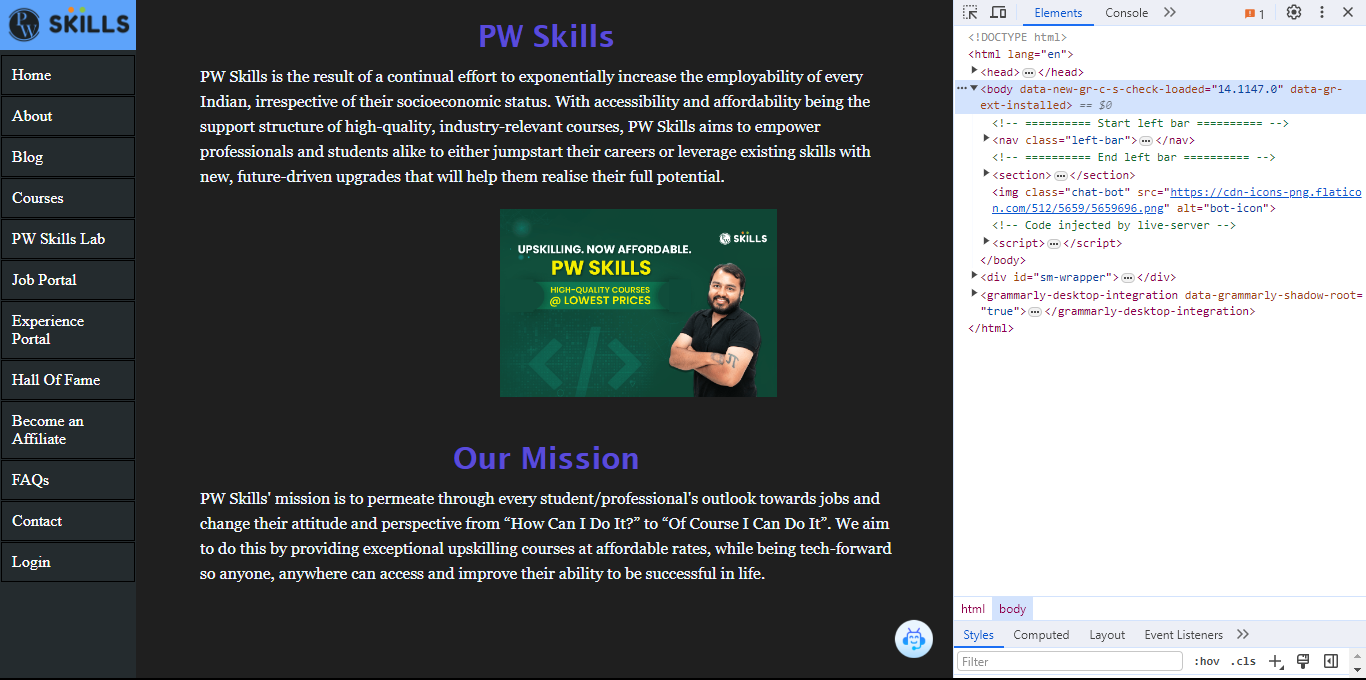 PW SKILLS
Home
About
Blog
Courses
PW Skills Lab
Job Portal
Experience
Portal
Hall Of Fame
Become an
Affiliate
FAQs
Contact
Login
PW Skills
PW Skills is the result of a continual effort to exponentially increase the employability of every
Indian, irrespective of their socioeconomic status. With accessibility and affordability being the
support structure of high-quality, industry-relevant courses, PW Skills aims to empower
professionals and students alike to either jumpstart their careers or leverage existing skills with
new, future-driven upgrades that will help them realise their full potential.
SKILLS
UPSKILLING. NOW AFFORDABLE.
PW SKILLS
HIGH-QUALITY COURSES
@ LOWEST PRICES
Our Mission
PW Skills' mission is to permeate through every student/professional's outlook towards jobs and
change their attitude and perspective from “How Can I Do It?” to “Of Course I Can Do It”. We aim
to do this by providing exceptional upskilling courses at affordable rates, while being tech-forward
so anyone, anywhere can access and improve their ability to be successful in life.
Elements Console 1
<!DOCTYPE html>
<html lang="en">
<head>…</head>
<body data-new-gr-c-s-check-loaded="14.1147.0" data-gr-
ext-installed> == $0
<!-- ========== Start left bar ========== -->
<nav class="left-bar">…</nav>
<!-- ========== End left bar ========== -->
<section>…</section>
<img class="chat-bot" src="https://cdn-icons-png.flatico
n.com/512/5659/5659696.png" alt="bot-icon">
<!-- Code injected by live-server -->
<script>…</script>
</body>
<div id="sm-wrapper">…</div>
<grammarly-desktop-integration data-grammarly-shadow-root=
"true">…</grammarly-desktop-integration>
</html>
html body
Styles Computed Layout Event Listeners
Filter :hov .cls